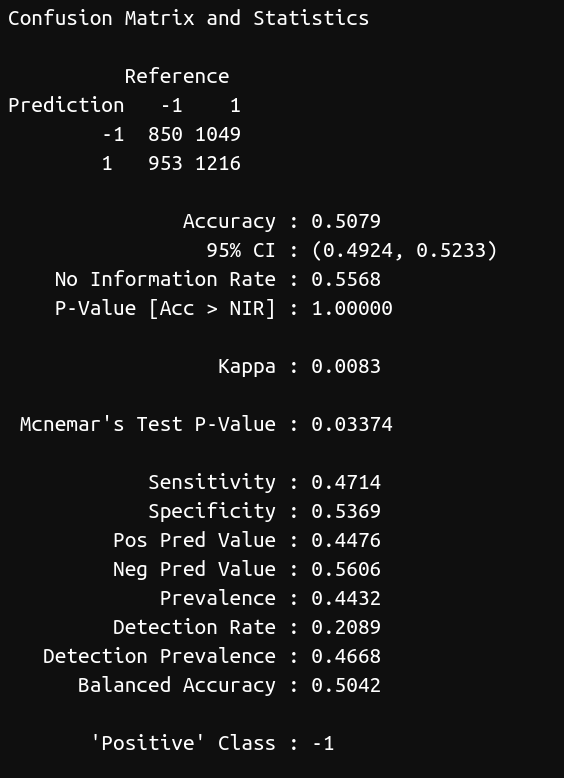 Confusion Matrix and Statistics
          Reference
Prediction   -1    1
        -1  850 1049
        1   953 1216
               Accuracy : 0.5079
                 95% CI : (0.4924, 0.5233)
    No Information Rate : 0.5568
    P-Value [Acc > NIR] : 1.00000
                  Kappa : 0.0083
 Mcnemar's Test P-Value : 0.03374
            Sensitivity : 0.4714
            Specificity : 0.5369
         Pos Pred Value : 0.4476
         Neg Pred Value : 0.5606
             Prevalence : 0.4432
         Detection Rate : 0.2089
   Detection Prevalence : 0.4668
      Balanced Accuracy : 0.5042
       'Positive' Class : -1